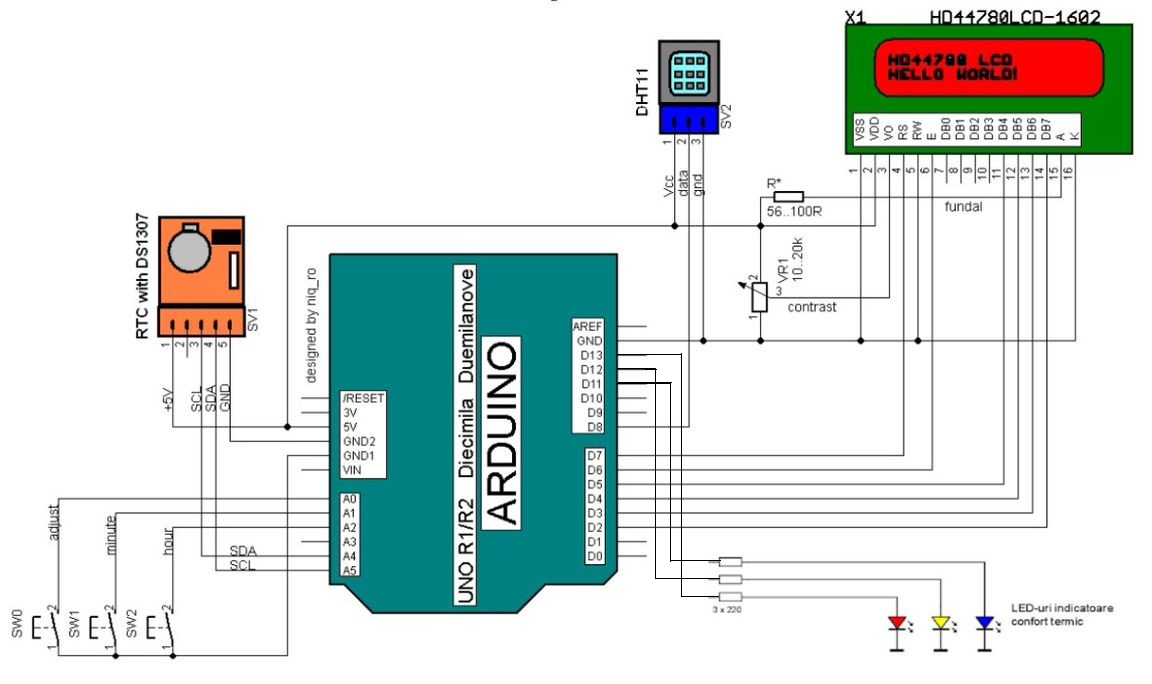 X1
HD44780LCD-1602
HD44780 LCD
HELLO WORLD!
VSS
VDD
VO
RS
RW
E
DB0
DB1
DB2
DB3
DB4
DB5
DB6
DB7
A
K
1
2
3
4
5
6
7
8
9
10
11
12
13
14
15
16
DHT11
SV2
1
2
3
Vcc
data
gnd
R*
56..100R
fundal
VR1
10..20k
2
3
1
contrast
RTC with DS1307
SV1
1
2
3
4
5
+5V
SCL
SDA
GND
designed by niq_ro
UNO R1/R2 Diecimila Duemilanove
ARDUINO
/RESET
3V
5V
GND2
GND1
VIN
A0
A1
A2
A3
A4
A5
AREF
GND
D13
D12
D11
D10
D9
D8
D7
D6
D5
D4
D3
D2
D1
D0
adjust
minute
hour
SDA
SCL
SW0
2
1
SW1
2
1
SW2
2
1
3 x 220
LED-uri indicatoare
confort termic